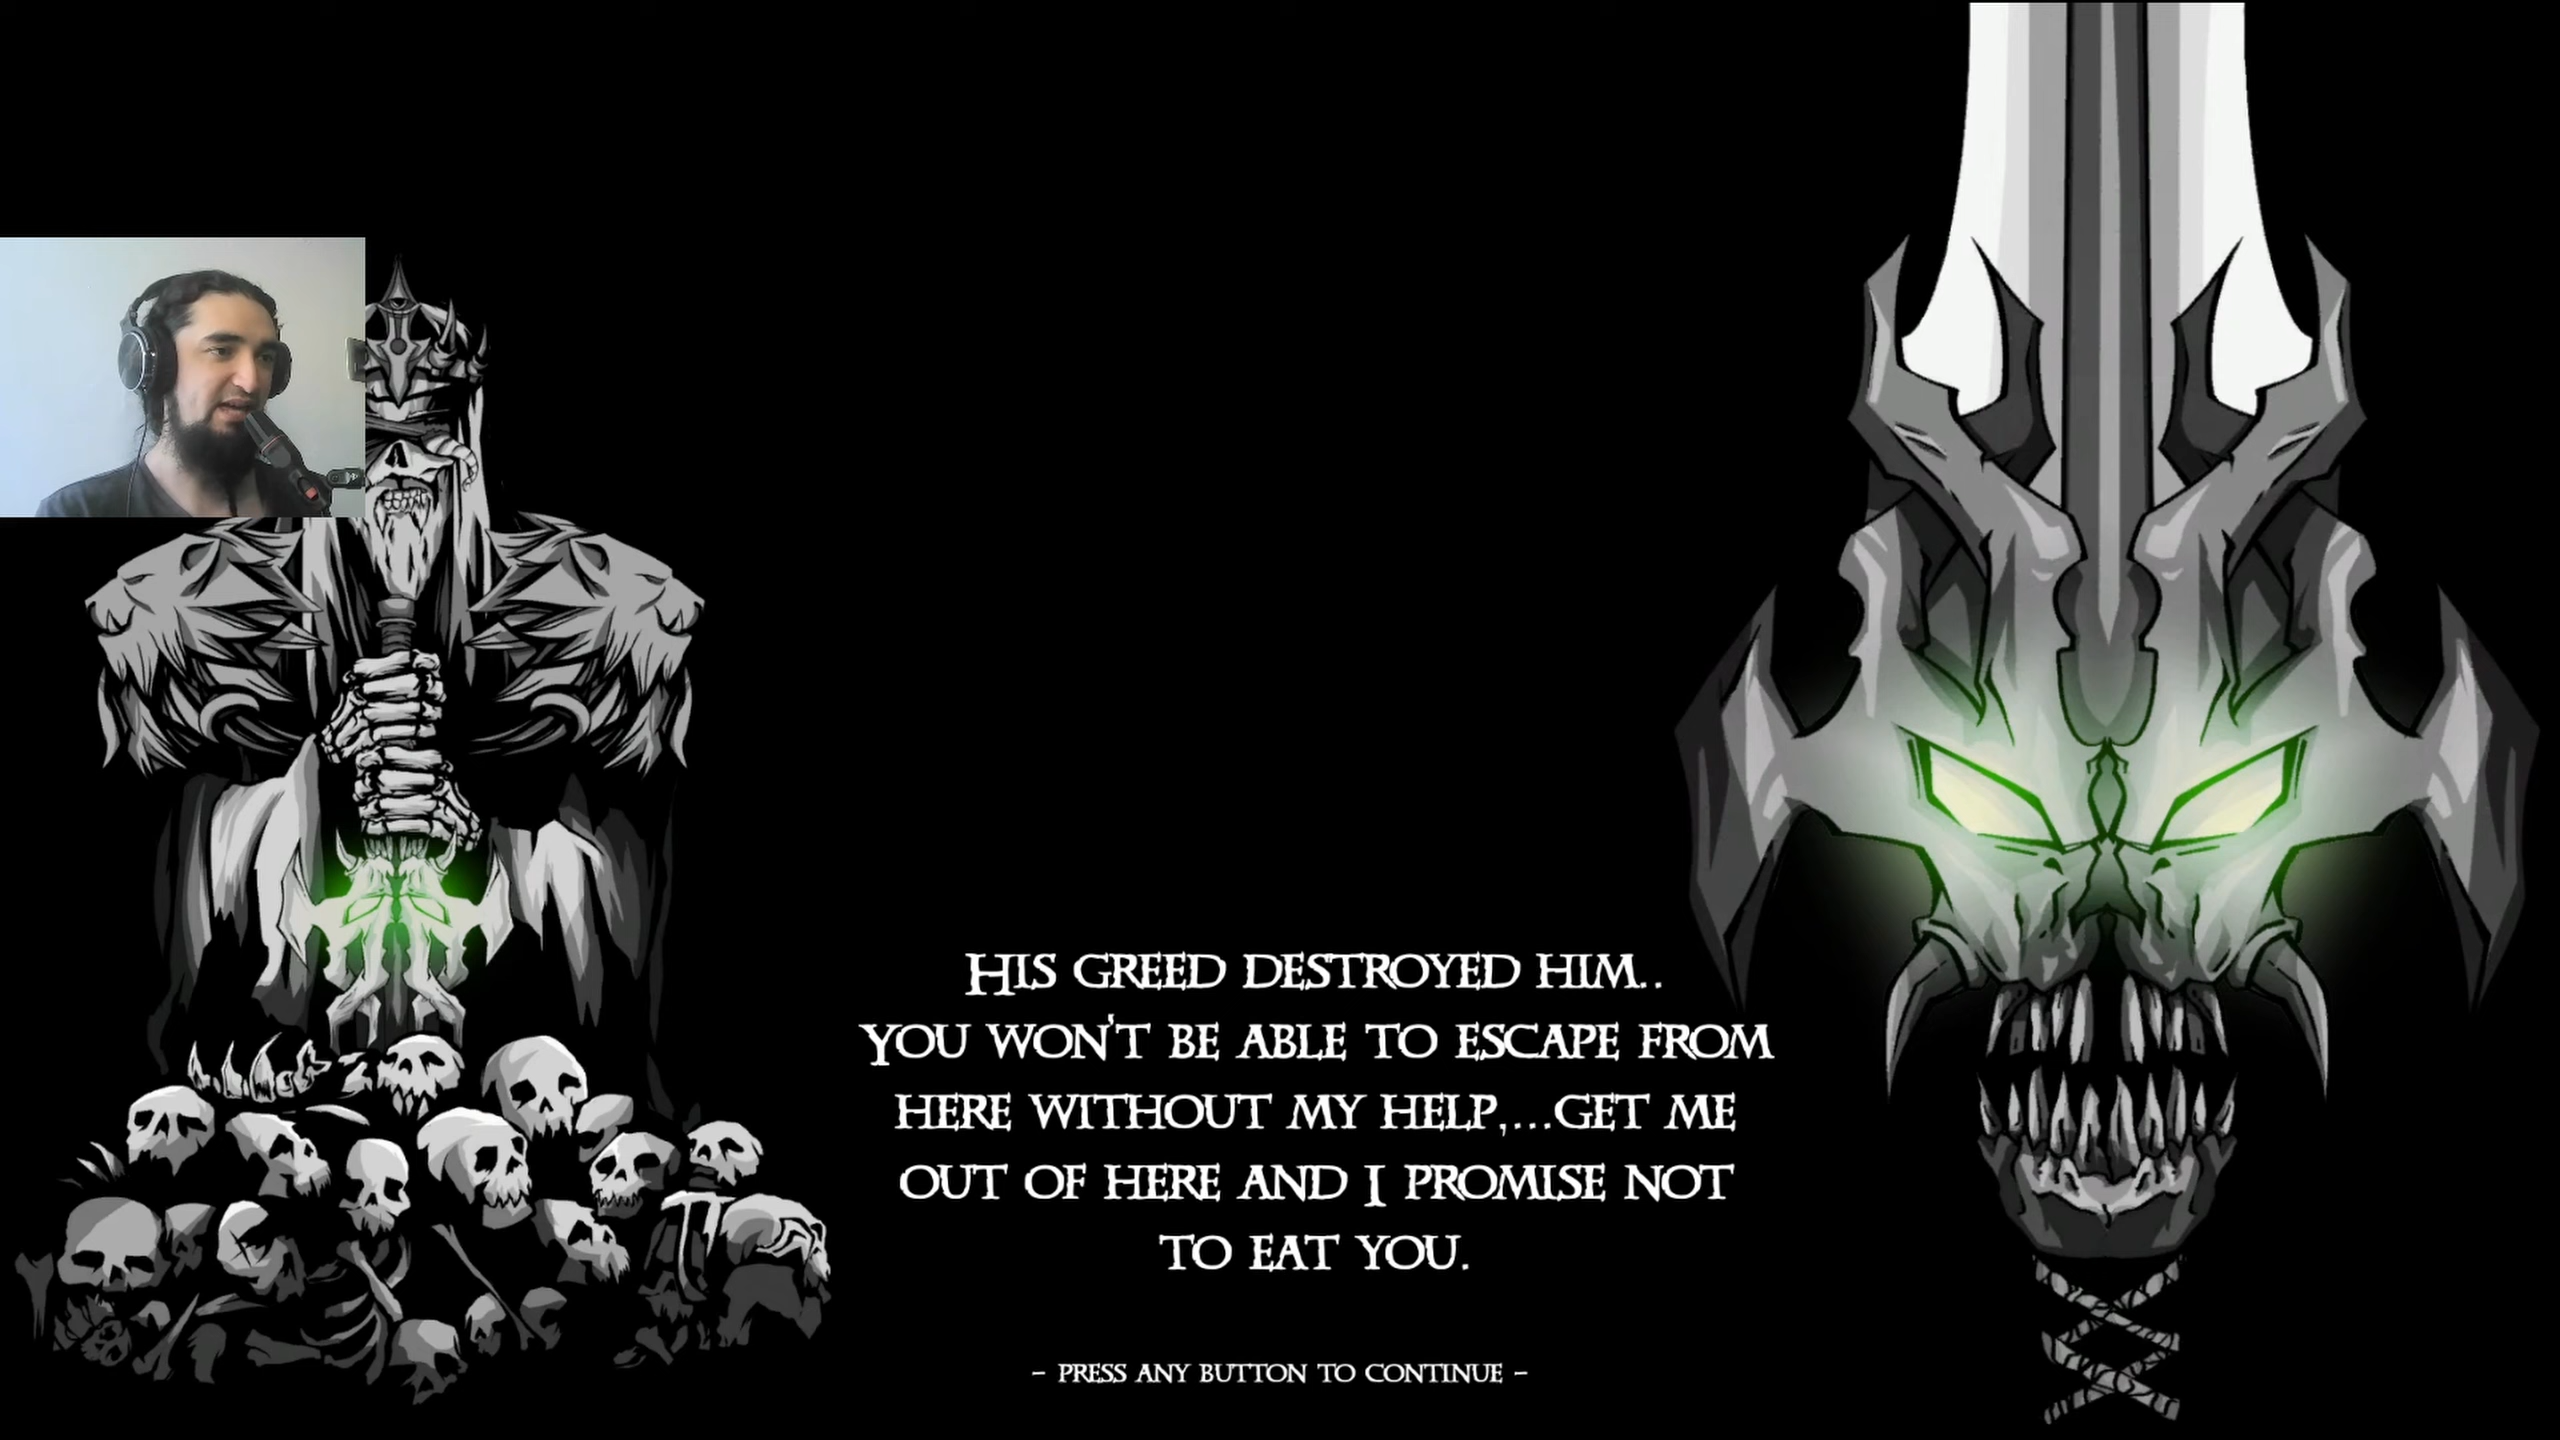 His greed destroyed him..
You won't be able to escape from
here without my help,...get me
out of here and I promise not
to eat you.
- press any button to continue -